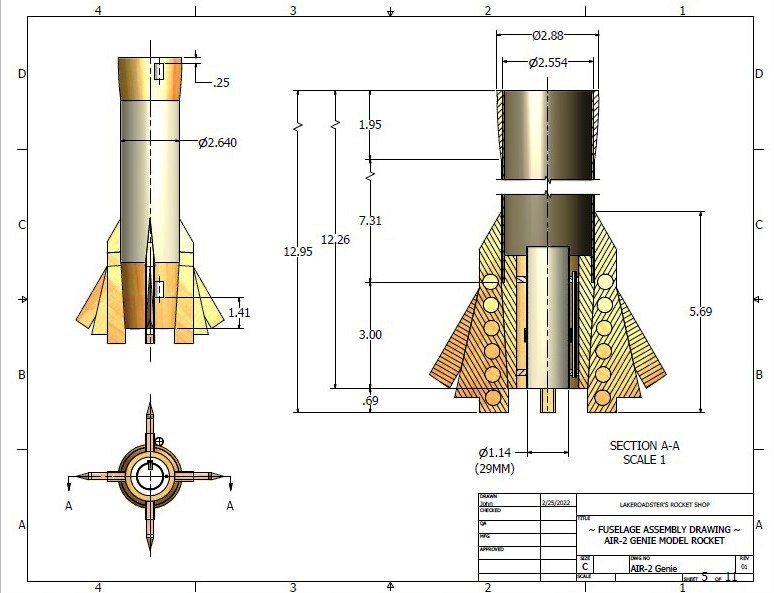 4 3 2 1
D D
Ø2.88
Ø2.554
.25
1.95
Ø2.640
C C
7.31
12.26
12.95
5.69
1.41
3.00
B B
.69
Ø1.14
(29MM)
SECTION A-A
SCALE 1
A A
A A
DRAWN
John
2/25/2022
CHECKED
QA
MFG
APPROVED
LAKEROADSTER'S ROCKET SHOP
TITLE
~ FUSELAGE ASSEMBLY DRAWING ~
AIR-2 GENIE MODEL ROCKET
SIZE
C
DWG NO
AIR-2 Genie
REV
01
SCALE
SHEET 5 OF 11
4 3 2 1